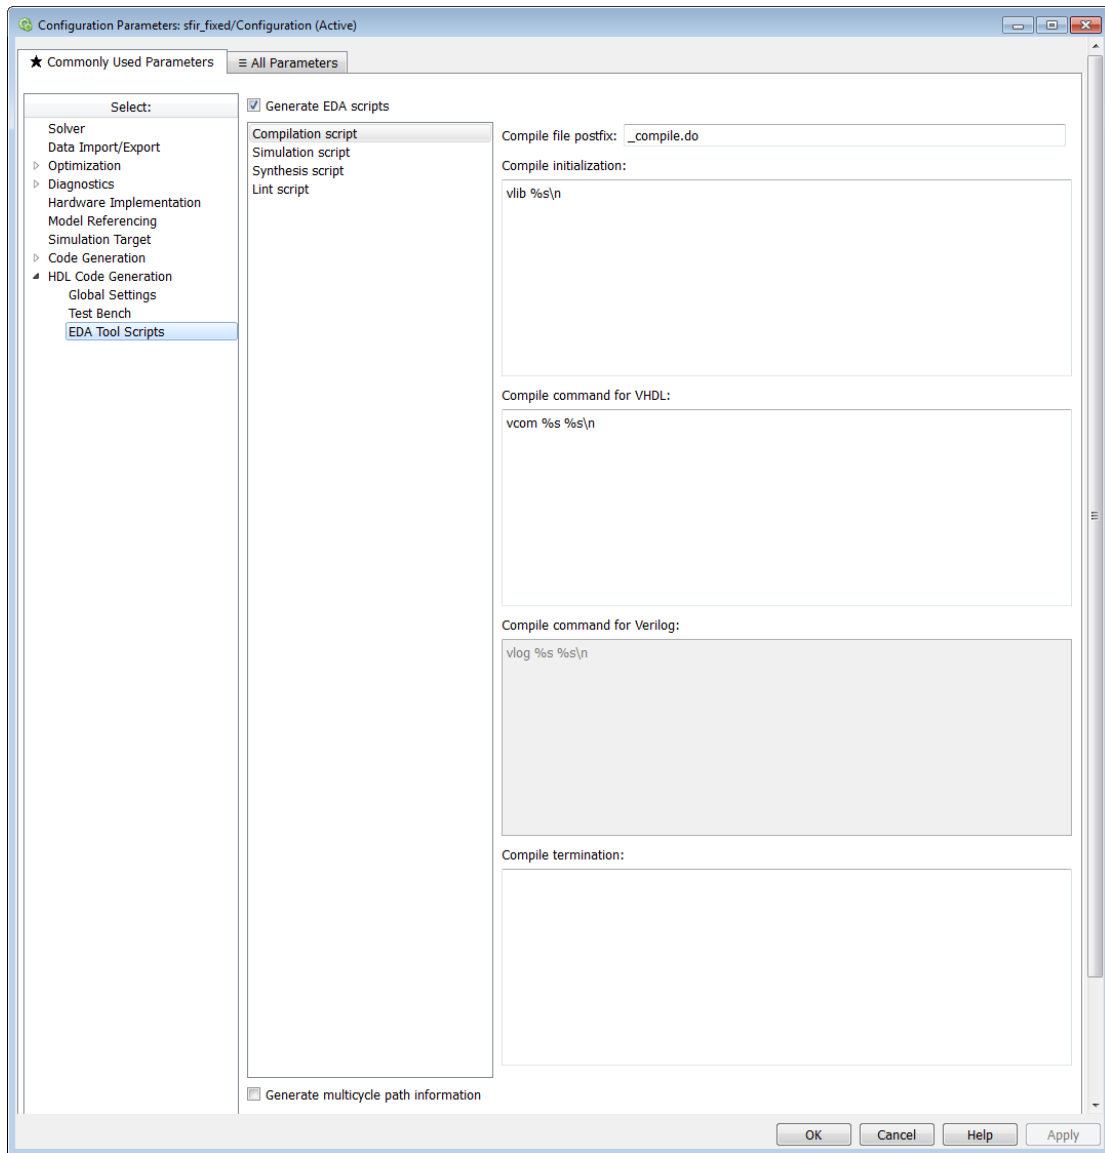 Configuration Parameters: sfir_fixed/Configuration (Active)
★ Commonly Used Parameters
≡ All Parameters
Select:
Solver
Data Import/Export
Optimization
Diagnostics
Hardware Implementation
Model Referencing
Simulation Target
Code Generation
HDL Code Generation
Global Settings
Test Bench
EDA Tool Scripts
Generate EDA scripts
Compilation script
Simulation script
Synthesis script
Lint script
Compile file postfix: _compile.do
Compile initialization:
vlib %s\n
Compile command for VHDL:
vcom %s %s\n
Compile command for Verilog:
vlog %s %s\n
Compile termination:
Generate multicycle path information
OK Cancel Help Apply